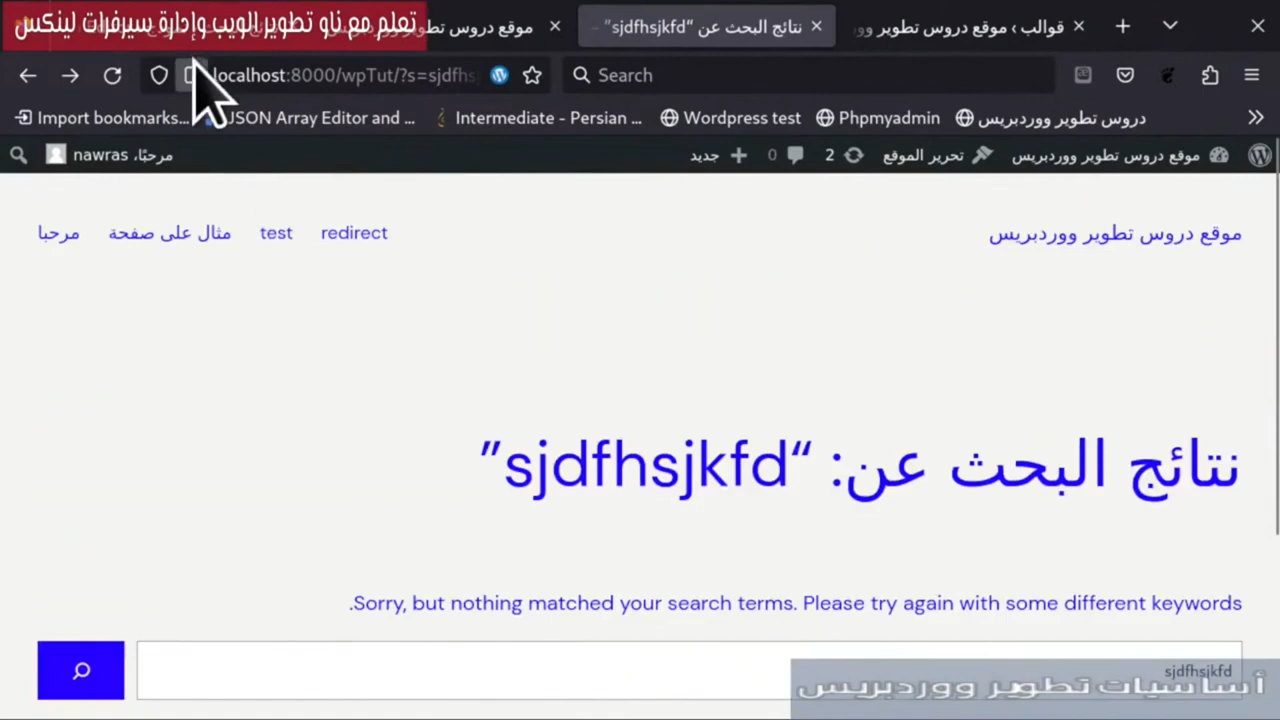 تعلم مع ناو تطوير الويب وإدارة سيرفرات لينكس
موقع دروس تطوير
نتائج البحث عن “sjdfhsjkfd”
قوالب › موقع دروس تطوير وور
localhost:8000/wpTut/?s=sjdfhs
Search
Import bookmarks...
JSON Array Editor and ...
Intermediate - Persian ...
Wordpress test
Phpmyadmin
دروس تطوير ووردبريس
موقع دروس تطوير ووردبريس
تحرير الموقع
2
0
جديد
مرحبًا، nawras
موقع دروس تطوير ووردبريس
مرحبا
مثال على صفحة
test
redirect
نتائج البحث عن: “sjdfhsjkfd”
Sorry, but nothing matched your search terms. Please try again with some different keywords.
sjdfhsjkfd
أساسيات تطوير ووردبريس